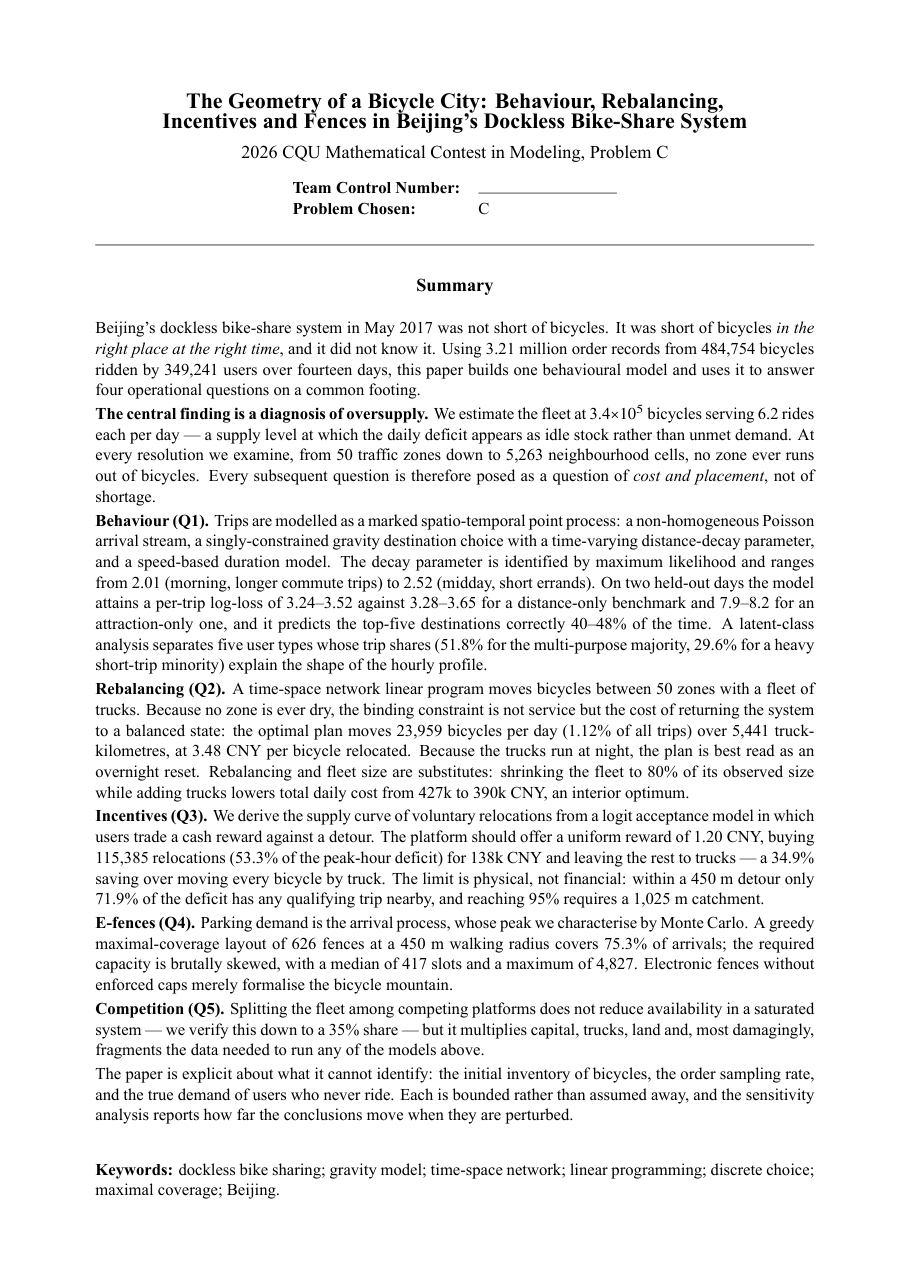 The Geometry of a Bicycle City: Behaviour, Rebalancing,
Incentives and Fences in Beijing's Dockless Bike-Share System
2026 CQU Mathematical Contest in Modeling, Problem C
Team Control Number:
Problem Chosen: C
Summary
Beijing's dockless bike-share system in May 2017 was not short of bicycles. It was short of bicycles in the
right place at the right time, and it did not know it. Using 3.21 million order records from 484,754 bicycles
ridden by 349,241 users over fourteen days, this paper builds one behavioural model and uses it to answer
four operational questions on a common footing.
The central finding is a diagnosis of oversupply. We estimate the fleet at 3.4×10⁵ bicycles serving 6.2 rides
each per day — a supply level at which the daily deficit appears as idle stock rather than unmet demand. At
every resolution we examine, from 50 traffic zones down to 5,263 neighbourhood cells, no zone ever runs
out of bicycles. Every subsequent question is therefore posed as a question of cost and placement, not of
shortage.
Behaviour (Q1). Trips are modelled as a marked spatio-temporal point process: a non-homogeneous Poisson
arrival stream, a singly-constrained gravity destination choice with a time-varying distance-decay parameter,
and a speed-based duration model. The decay parameter is identified by maximum likelihood and ranges
from 2.01 (morning, longer commute trips) to 2.52 (midday, short errands). On two held-out days the model
attains a per-trip log-loss of 3.24–3.52 against 3.28–3.65 for a distance-only benchmark and 7.9–8.2 for an
attraction-only one, and it predicts the top-five destinations correctly 40–48% of the time. A latent-class
analysis separates five user types whose trip shares (51.8% for the multi-purpose majority, 29.6% for a heavy
short-trip minority) explain the shape of the hourly profile.
Rebalancing (Q2). A time-space network linear program moves bicycles between 50 zones with a fleet of
trucks. Because no zone is ever dry, the binding constraint is not service but the cost of returning the system
to a balanced state: the optimal plan moves 23,959 bicycles per day (1.12% of all trips) over 5,441 truck-
kilometres, at 3.48 CNY per bicycle relocated. Because the trucks run at night, the plan is best read as an
overnight reset. Rebalancing and fleet size are substitutes: shrinking the fleet to 80% of its observed size
while adding trucks lowers total daily cost from 427k to 390k CNY, an interior optimum.
Incentives (Q3). We derive the supply curve of voluntary relocations from a logit acceptance model in which
users trade a cash reward against a detour. The platform should offer a uniform reward of 1.20 CNY, buying
115,385 relocations (53.3% of the peak-hour deficit) for 138k CNY and leaving the rest to trucks — a 34.9%
saving over moving every bicycle by truck. The limit is physical, not financial: within a 450 m detour only
71.9% of the deficit has any qualifying trip nearby, and reaching 95% requires a 1,025 m catchment.
E-fences (Q4). Parking demand is the arrival process, whose peak we characterise by Monte Carlo. A greedy
maximal-coverage layout of 626 fences at a 450 m walking radius covers 75.3% of arrivals; the required
capacity is brutally skewed, with a median of 417 slots and a maximum of 4,827. Electronic fences without
enforced caps merely formalise the bicycle mountain.
Competition (Q5). Splitting the fleet among competing platforms does not reduce availability in a saturated
system — we verify this down to a 35% share — but it multiplies capital, trucks, land and, most damagingly,
fragments the data needed to run any of the models above.
The paper is explicit about what it cannot identify: the initial inventory of bicycles, the order sampling rate,
and the true demand of users who never ride. Each is bounded rather than assumed away, and the sensitivity
analysis reports how far the conclusions move when they are perturbed.
Keywords: dockless bike sharing; gravity model; time-space network; linear programming; discrete choice;
maximal coverage; Beijing.